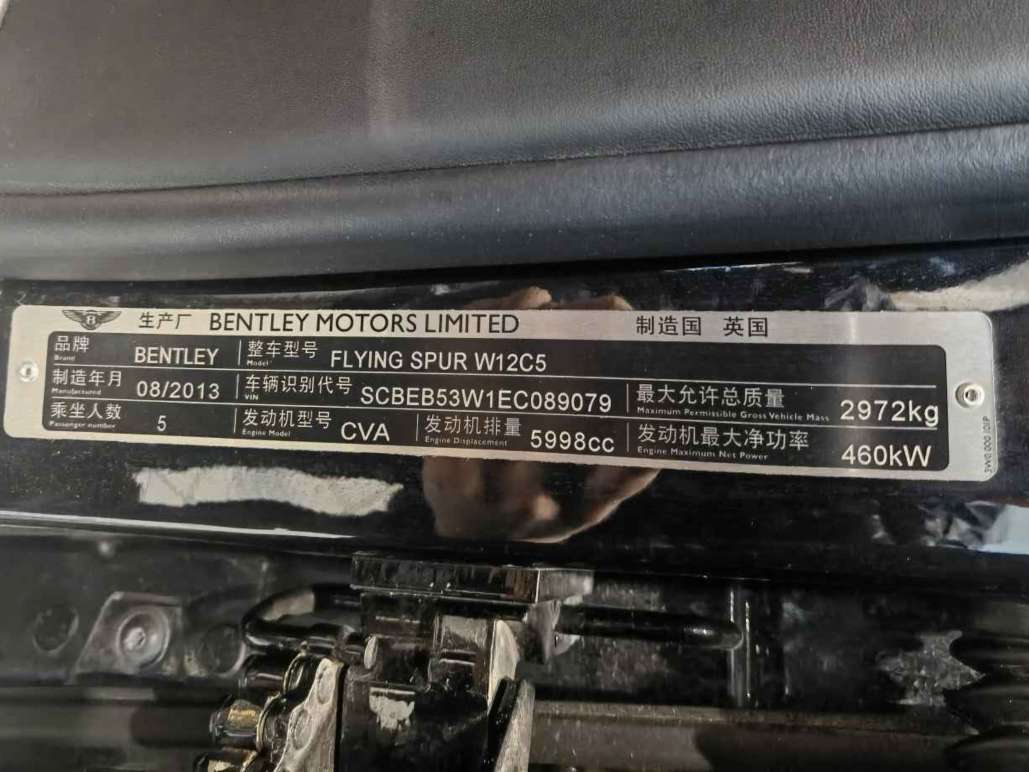 生产厂 BENTLEY MOTORS LIMITED 制造国 英国
品牌 BENTLEY 整车型号 FLYING SPUR W12C5
Brand Model
制造年月 08/2013 车辆识别代号 SCBEB53W1EC089079 最大允许总质量 2972kg
Manufactured VIN Maximum Permissible Gross Vehicle Mass
乘坐人数 5 发动机型号 CVA 发动机排量 5998cc 发动机最大净功率 460kW
Passenger number Engine Model Engine Displacement Engine Maximum Net Power